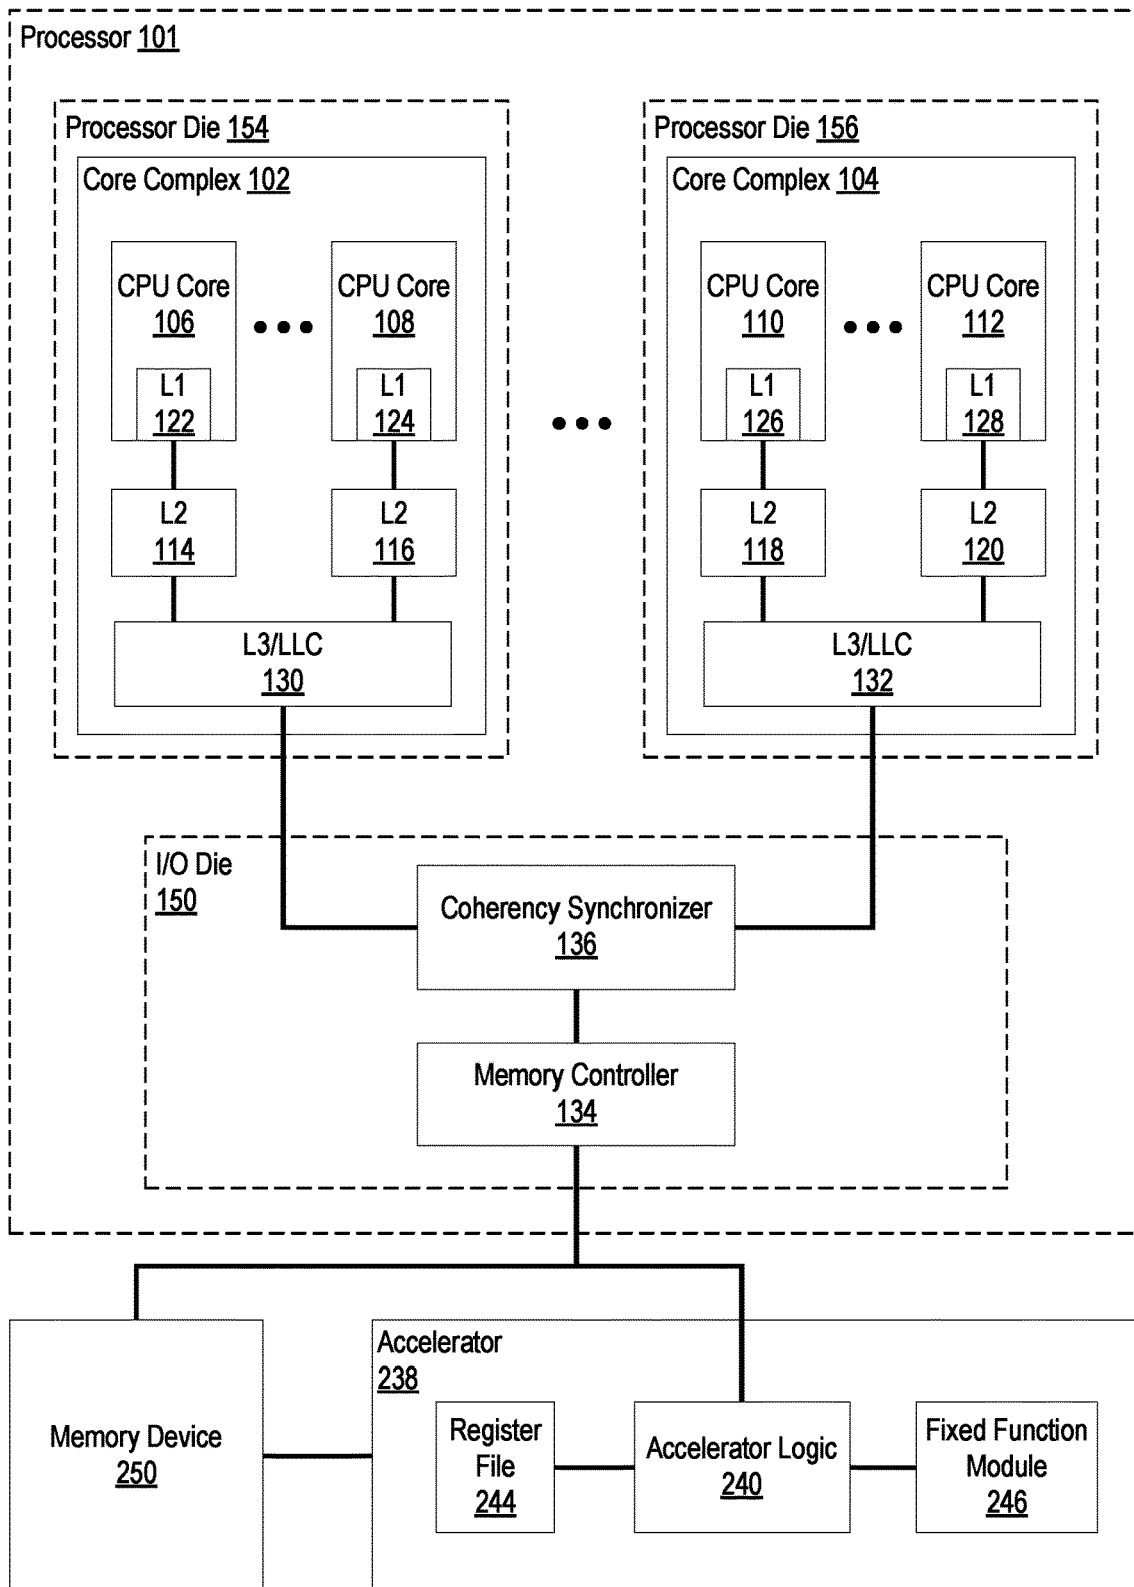 Processor 101
Processor Die 154
Core Complex 102
CPU Core
106
L1
122
CPU Core
108
L1
124
L2
114
L2
116
L3/LLC
130
Processor Die 156
Core Complex 104
CPU Core
110
L1
126
CPU Core
112
L1
128
L2
118
L2
120
L3/LLC
132
I/O Die
150
Coherency Synchronizer
136
Memory Controller
134
Memory Device
250
Accelerator
238
Register
File
244
Accelerator Logic
240
Fixed Function
Module
246